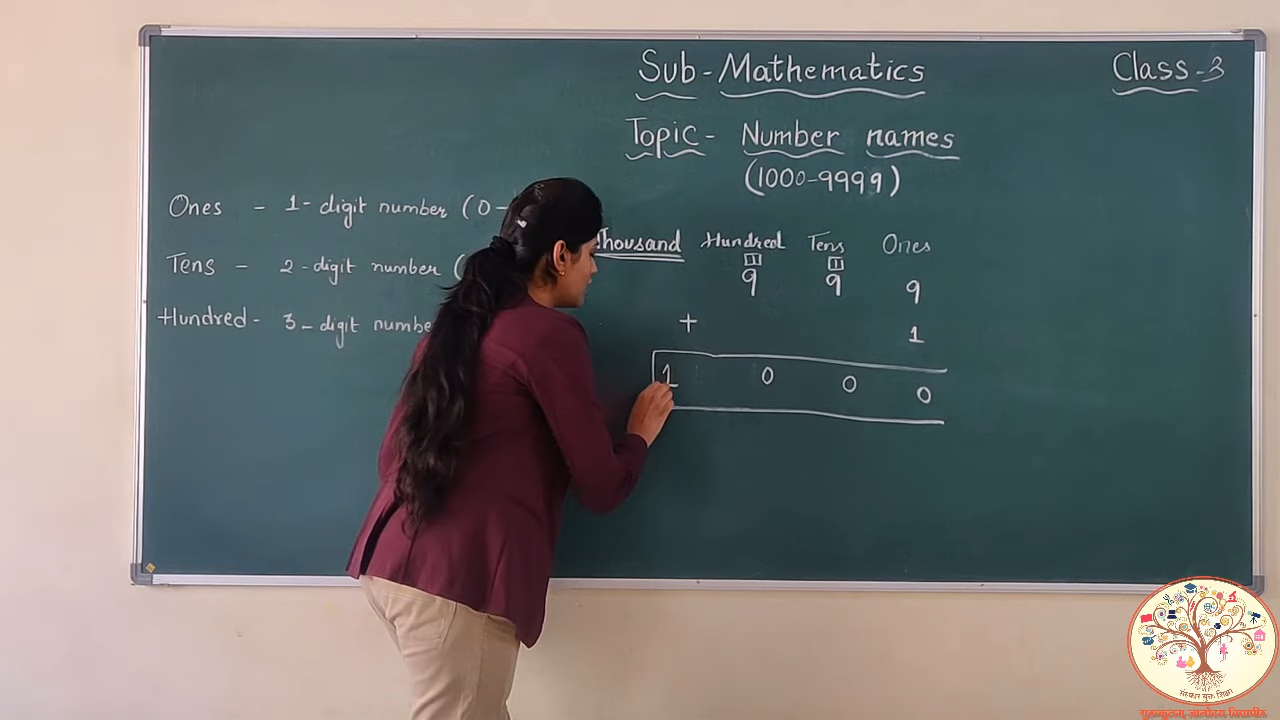 Sub - Mathematics
Class - 3
Topic - Number names
(1000-9999)
Ones - 1- digit number (0-
Tens - 2-digit number (
Hundred - 3-digit numbe
Thousand Hundred Tens Ones
1 1
9 9 9
+ 1
1 0 0 0
संस्कार युक्त शिक्षा